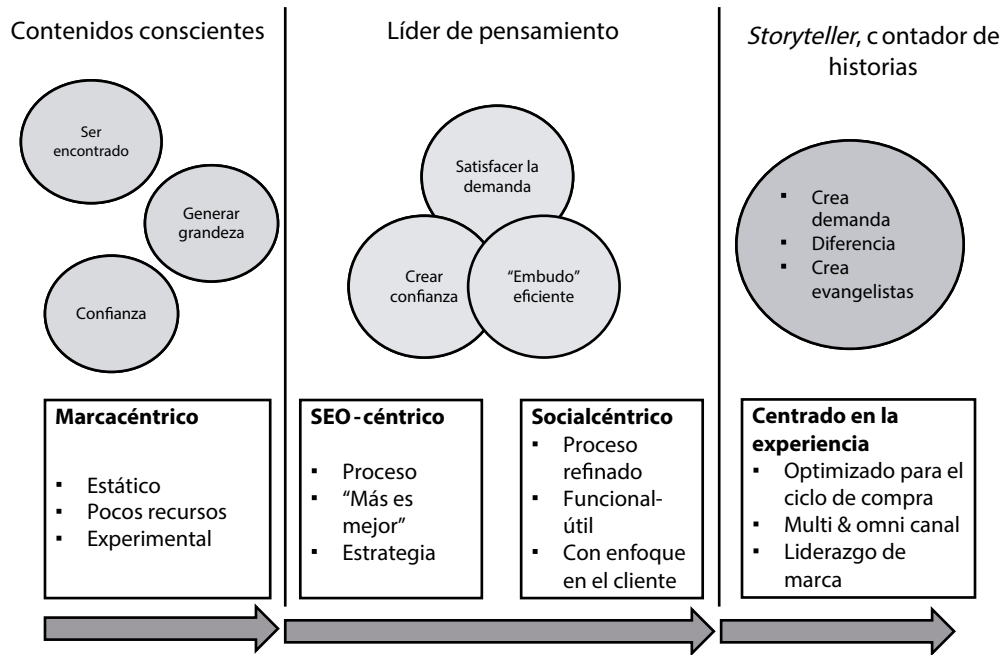 Contenidos conscientes
Ser
encontrado
Generar
grandeza
Confianza
Marcacéntrico
▪ Estático
▪ Pocos recursos
▪ Experimental
Líder de pensamiento
Satisfacer la
demanda
Crear
confianza
“Embudo”
eficiente
SEO-céntrico
▪ Proceso
▪ “Más es
mejor”
▪ Estrategia
Socialcéntrico
▪ Proceso
refinado
▪ Funcional-
útil
▪ Con enfoque
en el cliente
Storyteller, c ontador de
historias
▪ Crea
demanda
▪ Diferencia
▪ Crea
evangelistas
Centrado en la
experiencia
▪ Optimizado para el
ciclo de compra
▪ Multi & omni canal
▪ Liderazgo de
marca